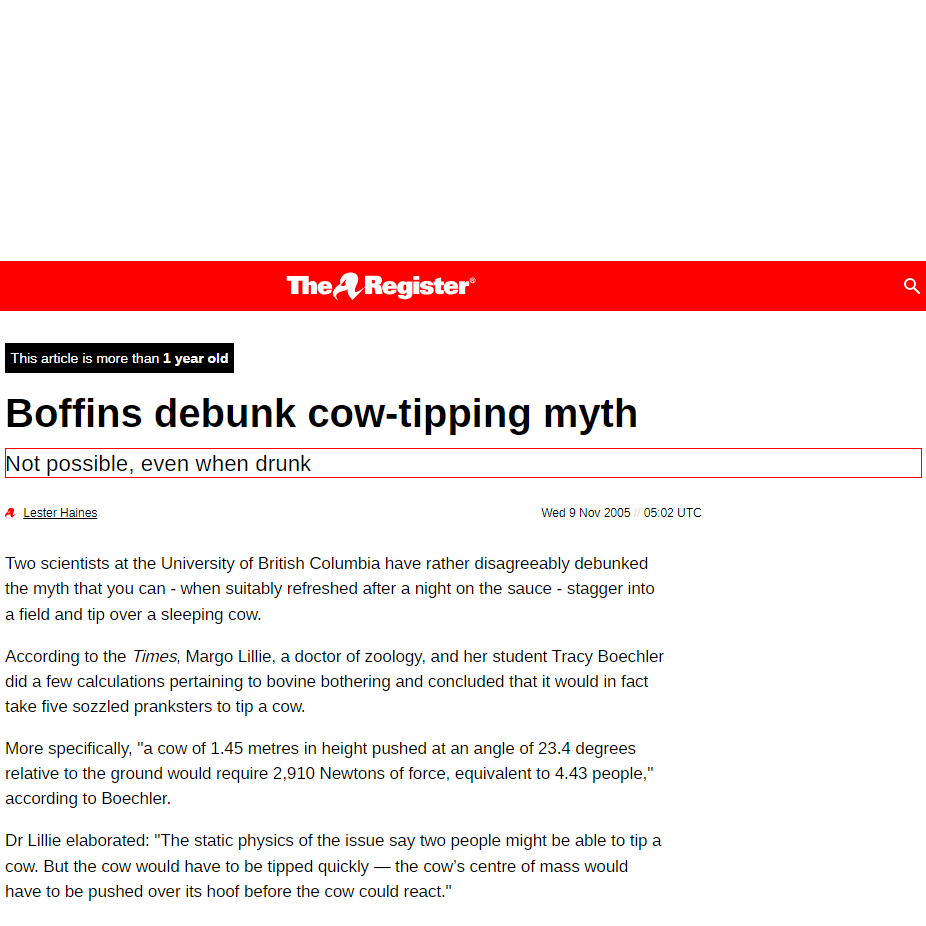 The Register®
This article is more than 1 year old
Boffins debunk cow-tipping myth
Not possible, even when drunk
Lester Haines
Wed 9 Nov 2005 // 05:02 UTC
Two scientists at the University of British Columbia have rather disagreeably debunked
the myth that you can - when suitably refreshed after a night on the sauce - stagger into
a field and tip over a sleeping cow.
According to the Times, Margo Lillie, a doctor of zoology, and her student Tracy Boechler
did a few calculations pertaining to bovine bothering and concluded that it would in fact
take five sozzled pranksters to tip a cow.
More specifically, "a cow of 1.45 metres in height pushed at an angle of 23.4 degrees
relative to the ground would require 2,910 Newtons of force, equivalent to 4.43 people,"
according to Boechler.
Dr Lillie elaborated: "The static physics of the issue say two people might be able to tip a
cow. But the cow would have to be tipped quickly — the cow’s centre of mass would
have to be pushed over its hoof before the cow could react."